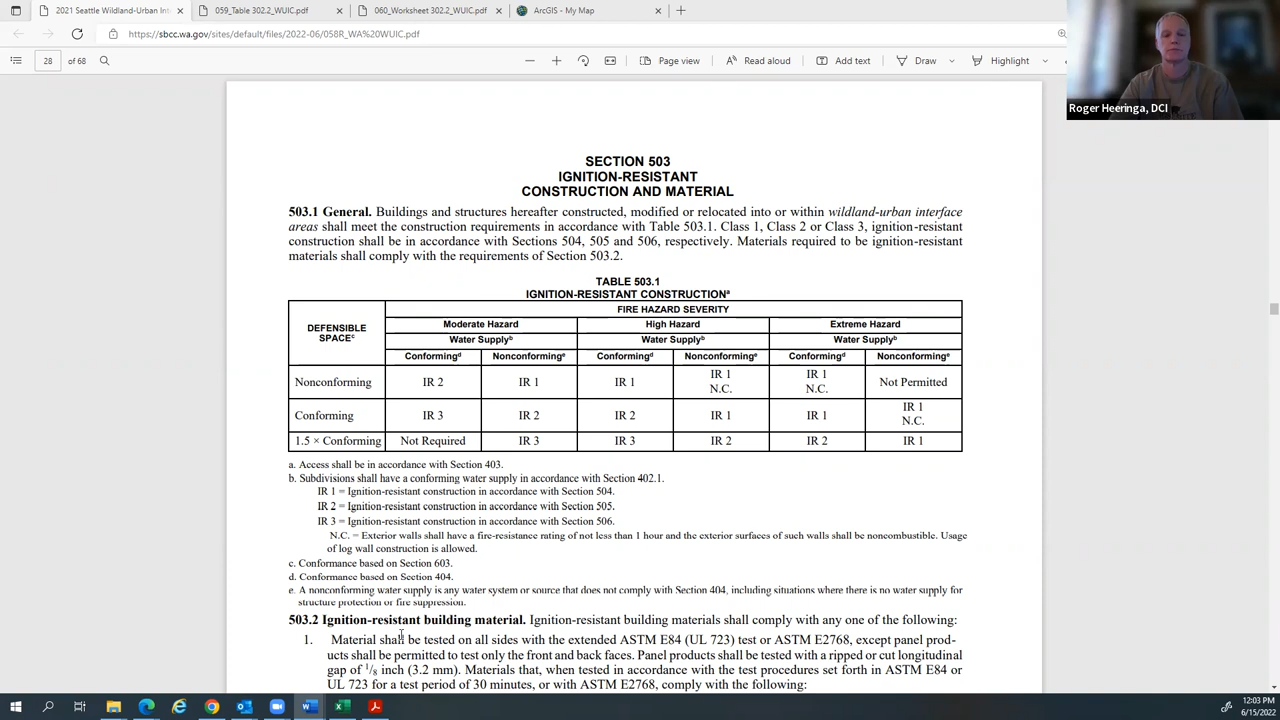 2021 Seattle Wildland-Urban Int
059_Table 302.2_WUIC.pdf
060_Worksheet 302.2_WUIC.pdf
ArcGIS - My Map
https://sbcc.wa.gov/sites/default/files/2022-06/058R_WA%20WUIC.pdf
28 of 68
Page view
Read aloud
Add text
Draw
Highlight
Roger Heeringa, DCI
SECTION 503
IGNITION-RESISTANT
CONSTRUCTION AND MATERIAL
503.1 General. Buildings and structures hereafter constructed, modified or relocated into or within wildland-urban interface
areas shall meet the construction requirements in accordance with Table 503.1. Class 1, Class 2 or Class 3, ignition-resistant
construction shall be in accordance with Sections 504, 505 and 506, respectively. Materials required to be ignition-resistant
materials shall comply with the requirements of Section 503.2.
TABLE 503.1
IGNITION-RESISTANT CONSTRUCTIONa
DEFENSIBLE SPACEc
FIRE HAZARD SEVERITY
Moderate Hazard High Hazard Extreme Hazard
Water Supplyb Water Supplyb Water Supplyb
Conformingd Nonconforminge Conformingd Nonconforminge Conformingd Nonconforminge
Nonconforming IR 2 IR 1 IR 1 IR 1 N.C. IR 1 N.C. Not Permitted
Conforming IR 3 IR 2 IR 2 IR 1 IR 1 IR 1 N.C.
1.5 × Conforming Not Required IR 3 IR 3 IR 2 IR 2 IR 1
a. Access shall be in accordance with Section 403.
b. Subdivisions shall have a conforming water supply in accordance with Section 402.1.
IR 1 = Ignition-resistant construction in accordance with Section 504.
IR 2 = Ignition-resistant construction in accordance with Section 505.
IR 3 = Ignition-resistant construction in accordance with Section 506.
N.C. = Exterior walls shall have a fire-resistance rating of not less than 1 hour and the exterior surfaces of such walls shall be noncombustible. Usage
of log wall construction is allowed.
c. Conformance based on Section 603.
d. Conformance based on Section 404.
e. A nonconforming water supply is any water system or source that does not comply with Section 404, including situations where there is no water supply for
structure protection or fire suppression.
503.2 Ignition-resistant building material. Ignition-resistant building materials shall comply with any one of the following:
1. Material shall be tested on all sides with the extended ASTM E84 (UL 723) test or ASTM E2768, except panel prod-
ucts shall be permitted to test only the front and back faces. Panel products shall be tested with a ripped or cut longitudinal
gap of 1/8 inch (3.2 mm). Materials that, when tested in accordance with the test procedures set forth in ASTM E84 or
UL 723 for a test period of 30 minutes, or with ASTM E2768, comply with the following:
12:03 PM
6/15/2022